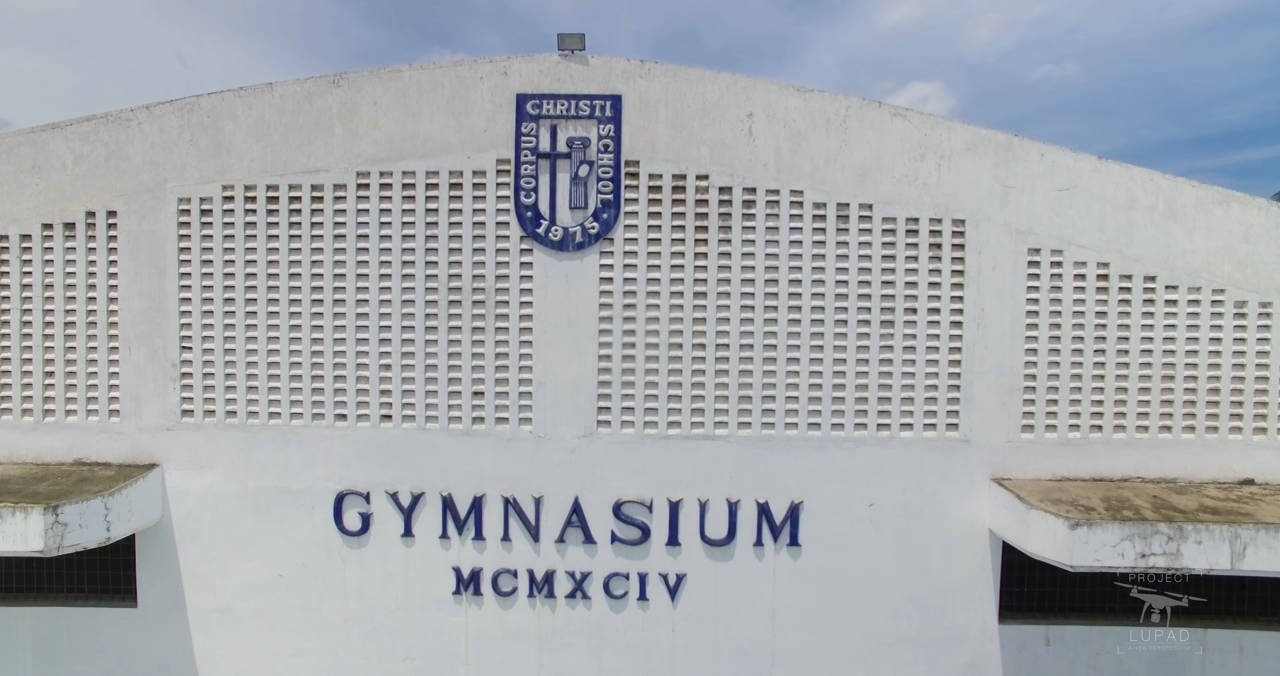 CORPUS CHRISTI SCHOOL
· 1975 ·
GYMNASIUM
MCMXCIV
PROJECT
LUPAD